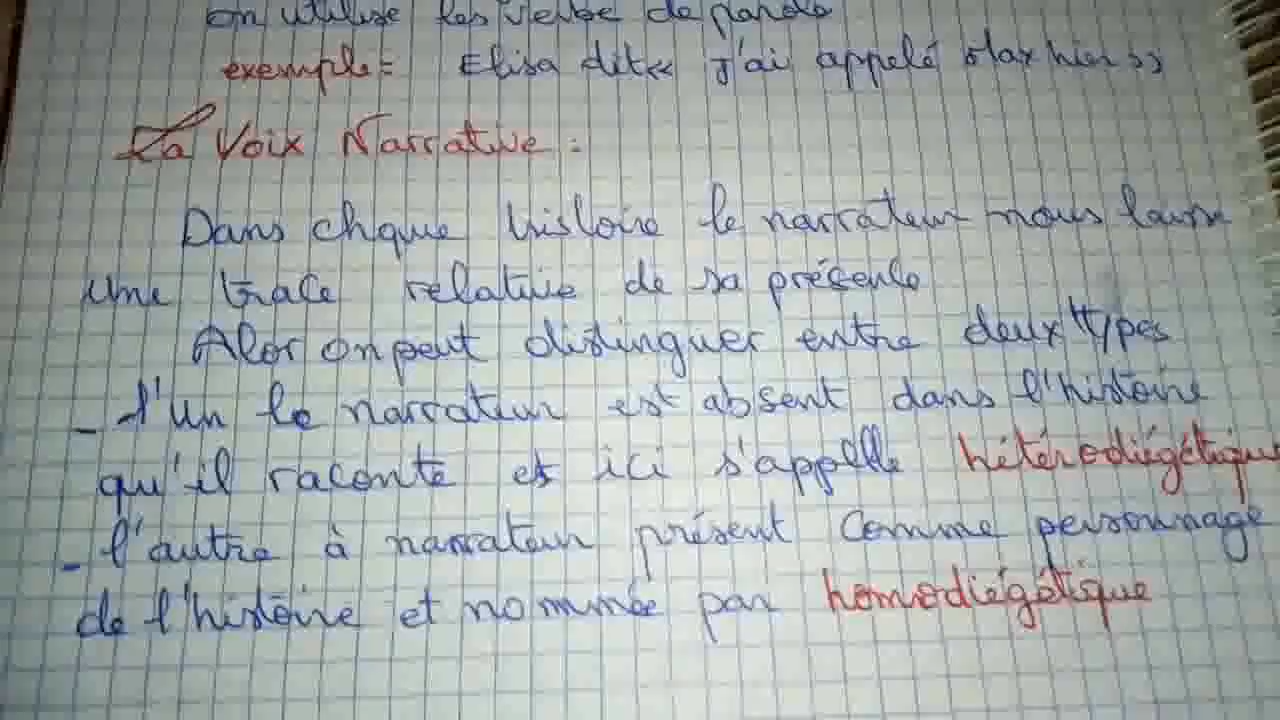 on utilise les verbe de parole
exemple= Elisa dit « J'ai appelé Max hier »
La Voix Narrative :
Dans chque histoire le narrateur nous laisse
une trace relative de sa présence
Alor on peut distinguer entre deux types
- l'un le narrateur est absent dans l'histoire
qu'il raconte et ici s'appelle hétérodiégétique
- l'autre à narrateur présent comme personnage
de l'histoire et nommée par homodiégétique